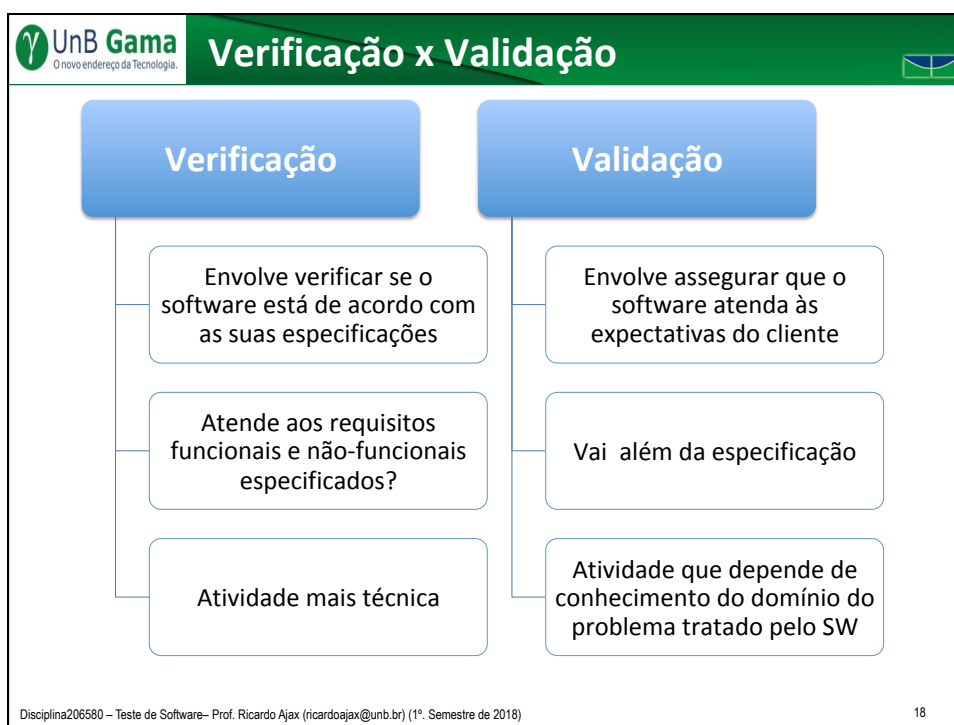 γ UnB Gama
O novo endereço da Tecnologia.
Verificação x Validação
Verificação
Envolve verificar se o
software está de acordo com
as suas especificações
Atende aos requisitos
funcionais e não-funcionais
especificados?
Atividade mais técnica
Validação
Envolve assegurar que o
software atenda às
expectativas do cliente
Vai além da especificação
Atividade que depende de
conhecimento do domínio do
problema tratado pelo SW
Disciplina206580 – Teste de Software– Prof. Ricardo Ajax (ricardoajax@unb.br) (1º. Semestre de 2018)
18